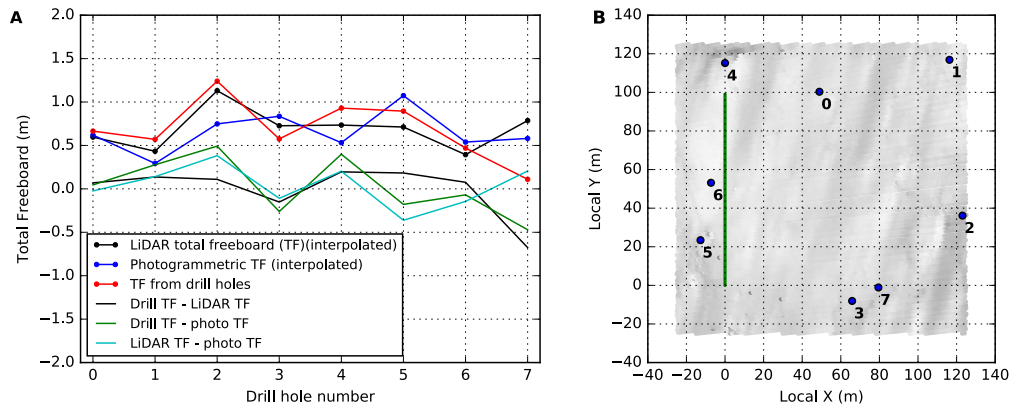 A
Total Freeboard (m)
2.0
1.5
1.0
0.5
0.0
−0.5
−1.0
−1.5
−2.0
LiDAR total freeboard (TF)(interpolated)
Photogrammetric TF (interpolated)
TF from drill holes
Drill TF - LiDAR TF
Drill TF - photo TF
LiDAR TF - photo TF
0 1 2 3 4 5 6 7
Drill hole number
B
Local Y (m)
140
120
100
80
60
40
20
0
−20
−40
4
1
0
6
2
5
7
3
−40 −20 0 20 40 60 80 100 120 140
Local X (m)